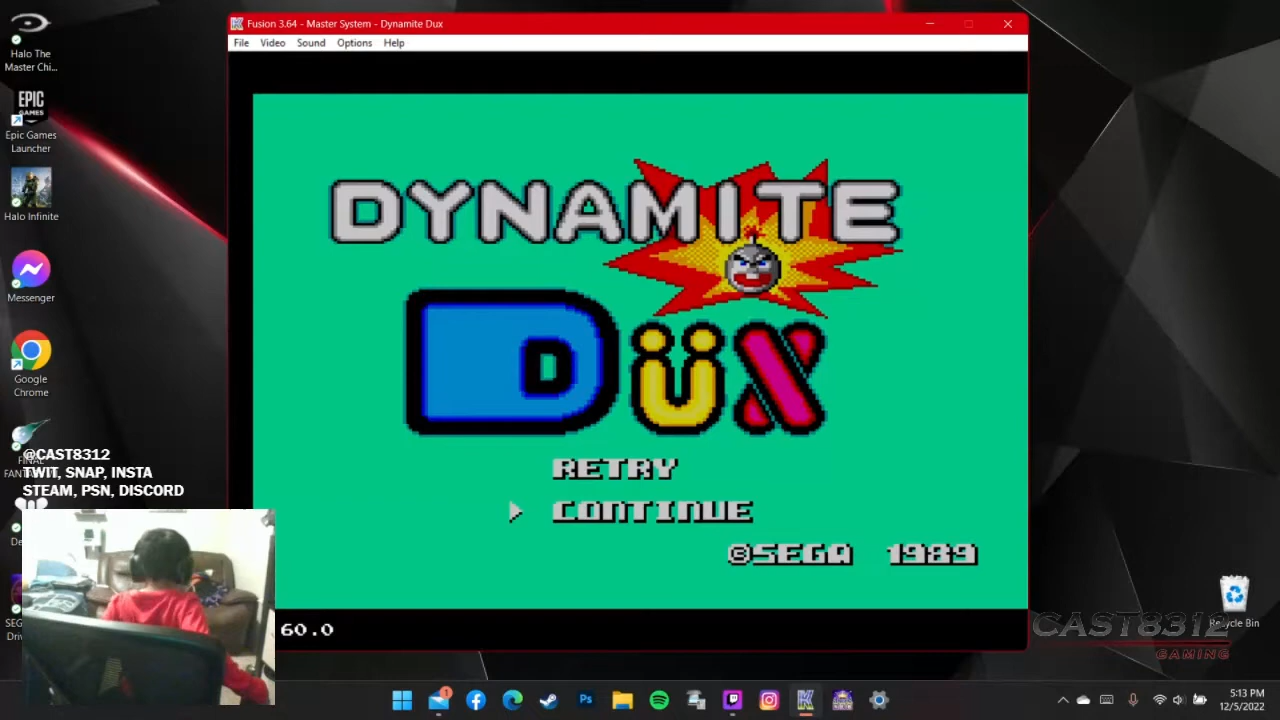 Fusion 3.64 - Master System - Dynamite Dux
File Video Sound Options Help
Halo The
Master Chi...
EPIC
GAMES
Epic Games
Launcher
Halo Infinite
Messenger
Google
Chrome
DYNAMITE
DüX
RETRY
CONTINUE
©SEGA 1989
60.0
@CAST8312
TWIT, SNAP, INSTA
STEAM, PSN, DISCORD
Recycle Bin
CAST8312
GAMING
1
Ps
5:13 PM
12/5/2022